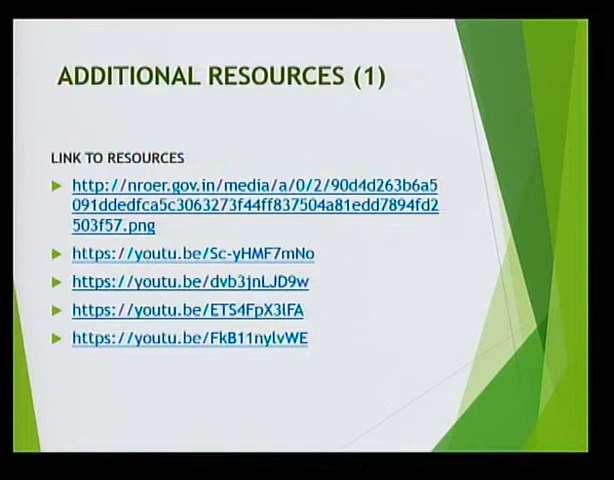 ADDITIONAL RESOURCES (1)
LINK TO RESOURCES
http://nroer.gov.in/media/a/0/2/90d4d263b6a5
091ddedfca5c3063273f44ff837504a81edd7894fd2
503f57.png
https://youtu.be/Sc-yHMF7mNo
https://youtu.be/dvb3jnLJD9w
https://youtu.be/ETS4FpX3lFA
https://youtu.be/FkB11nylvWE